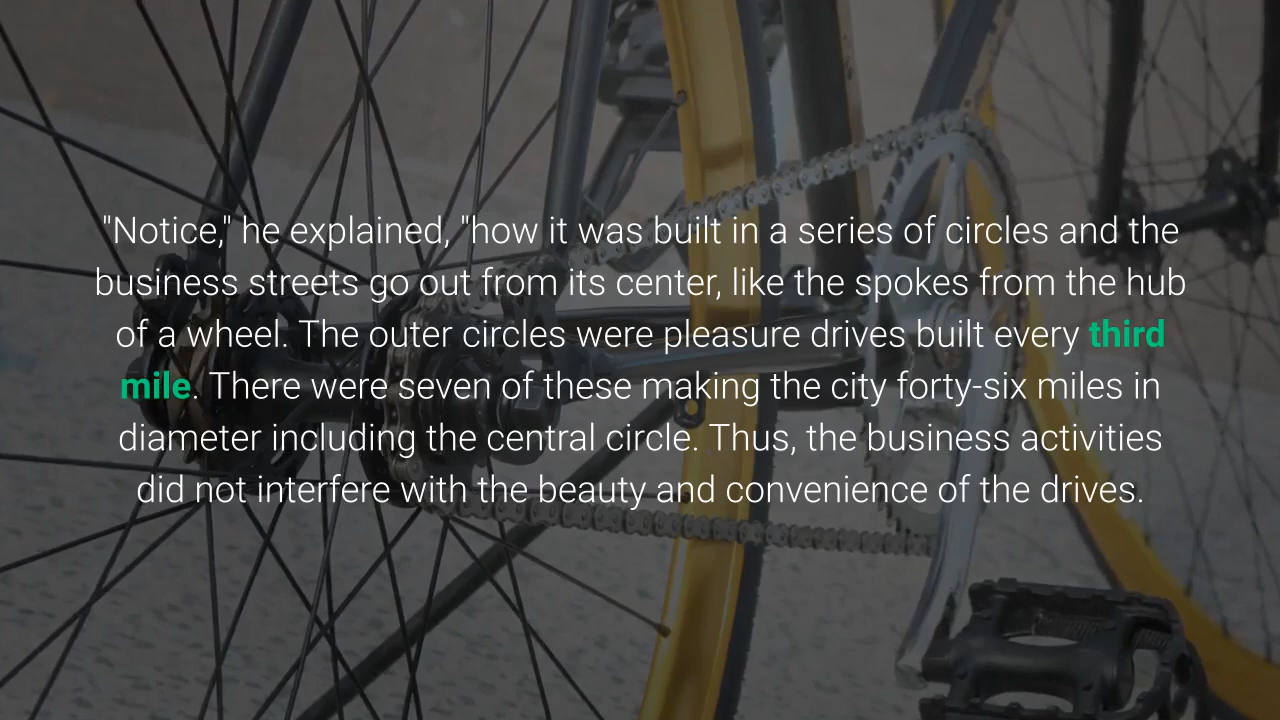 "Notice," he explained, "how it was built in a series of circles and the
business streets go out from its center, like the spokes from the hub
of a wheel. The outer circles were pleasure drives built every third
mile. There were seven of these making the city forty-six miles in
diameter including the central circle. Thus, the business activities
did not interfere with the beauty and convenience of the drives.